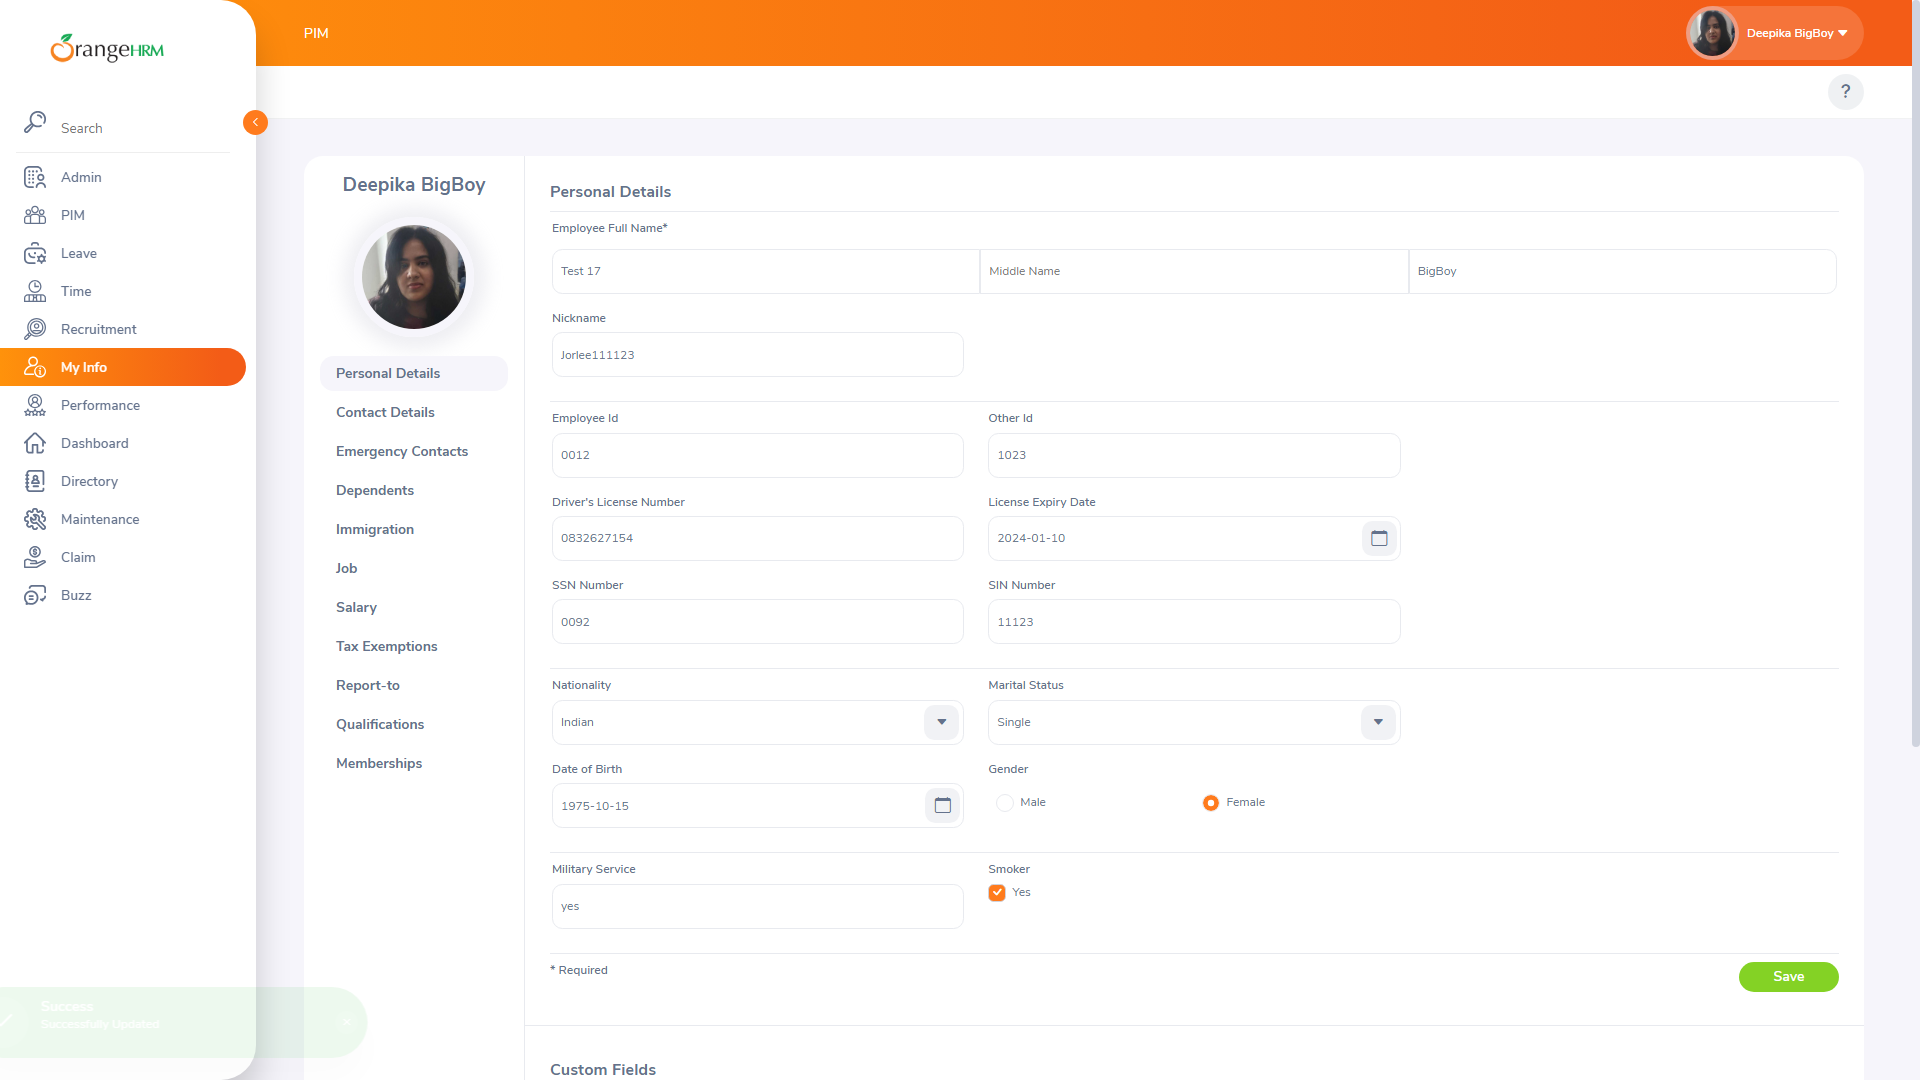 OrangeHRM
PIM
Deepika BigBoy
?
Search
Admin
PIM
Leave
Time
Recruitment
My Info
Performance
Dashboard
Directory
Maintenance
Claim
Buzz
Deepika BigBoy
Personal Details
Contact Details
Emergency Contacts
Dependents
Immigration
Job
Salary
Tax Exemptions
Report-to
Qualifications
Memberships
Personal Details
Employee Full Name*
Test 17 Middle Name BigBoy
Nickname
Jorlee111123
Employee Id Other Id
0012 1023
Driver's License Number License Expiry Date
0832627154 2024-01-10
SSN Number SIN Number
0092 11123
Nationality Marital Status
Indian Single
Date of Birth Gender
1975-10-15 Male Female
Military Service Smoker
yes Yes
* Required
Save
Custom Fields
Success
Successfully Updated